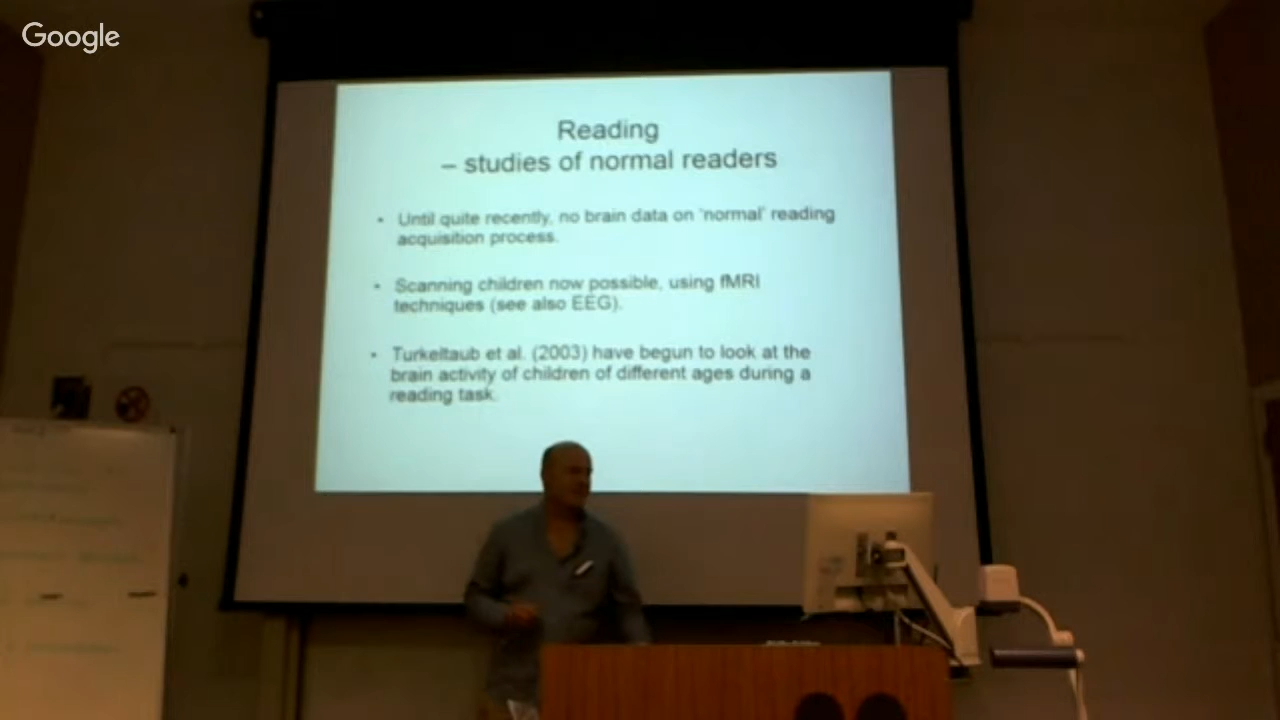 Google
Reading
– studies of normal readers
• Until quite recently, no brain data on 'normal' reading
acquisition process.
• Scanning children now possible, using fMRI
techniques (see also EEG).
• Turkeltaub et al. (2003) have begun to look at the
brain activity of children of different ages during a
reading task.